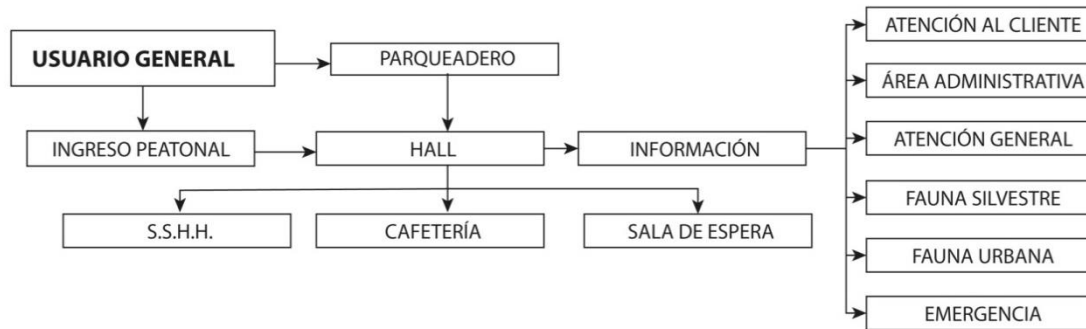 USUARIO GENERAL
PARQUEADERO
INGRESO PEATONAL
HALL
INFORMACIÓN
S.S.H.H.
CAFETERÍA
SALA DE ESPERA
ATENCIÓN AL CLIENTE
ÁREA ADMINISTRATIVA
ATENCIÓN GENERAL
FAUNA SILVESTRE
FAUNA URBANA
EMERGENCIA